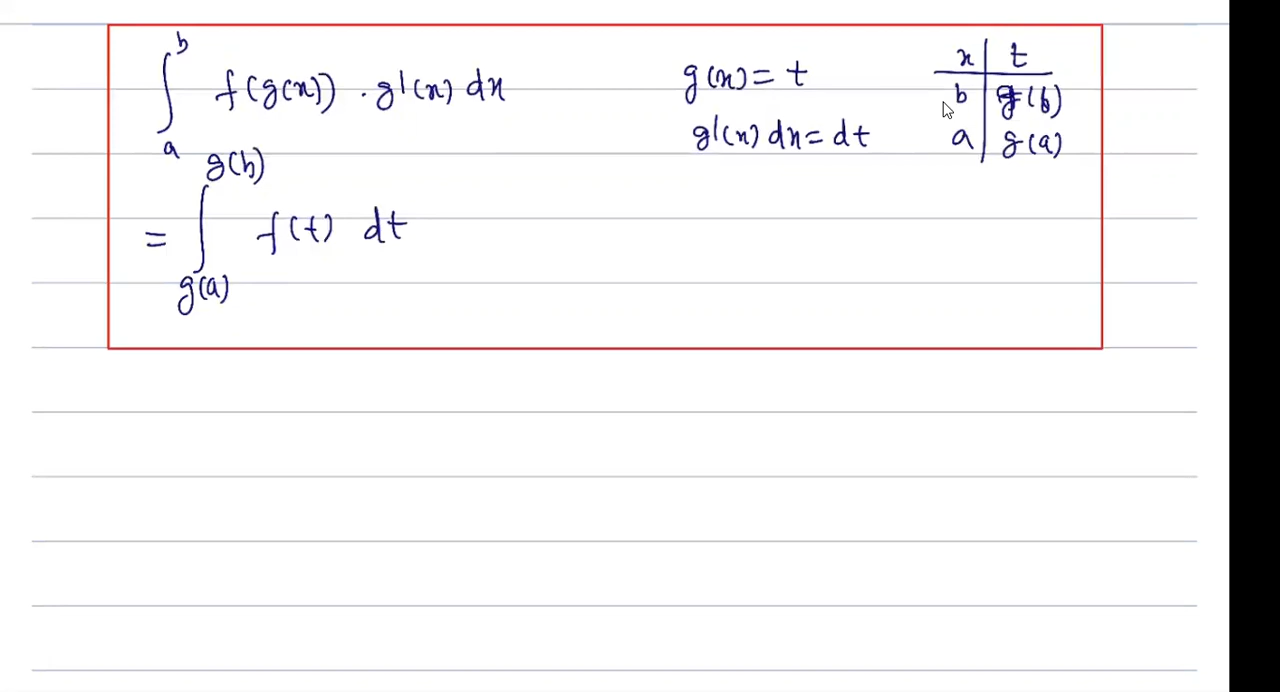 ∫_a^b f(g(x)) · g'(x) dx
= ∫_{g(a)}^{g(b)} f(t) dt
g(x) = t
g'(x) dx = dt
x | t
b | g(b)
a | g(a)